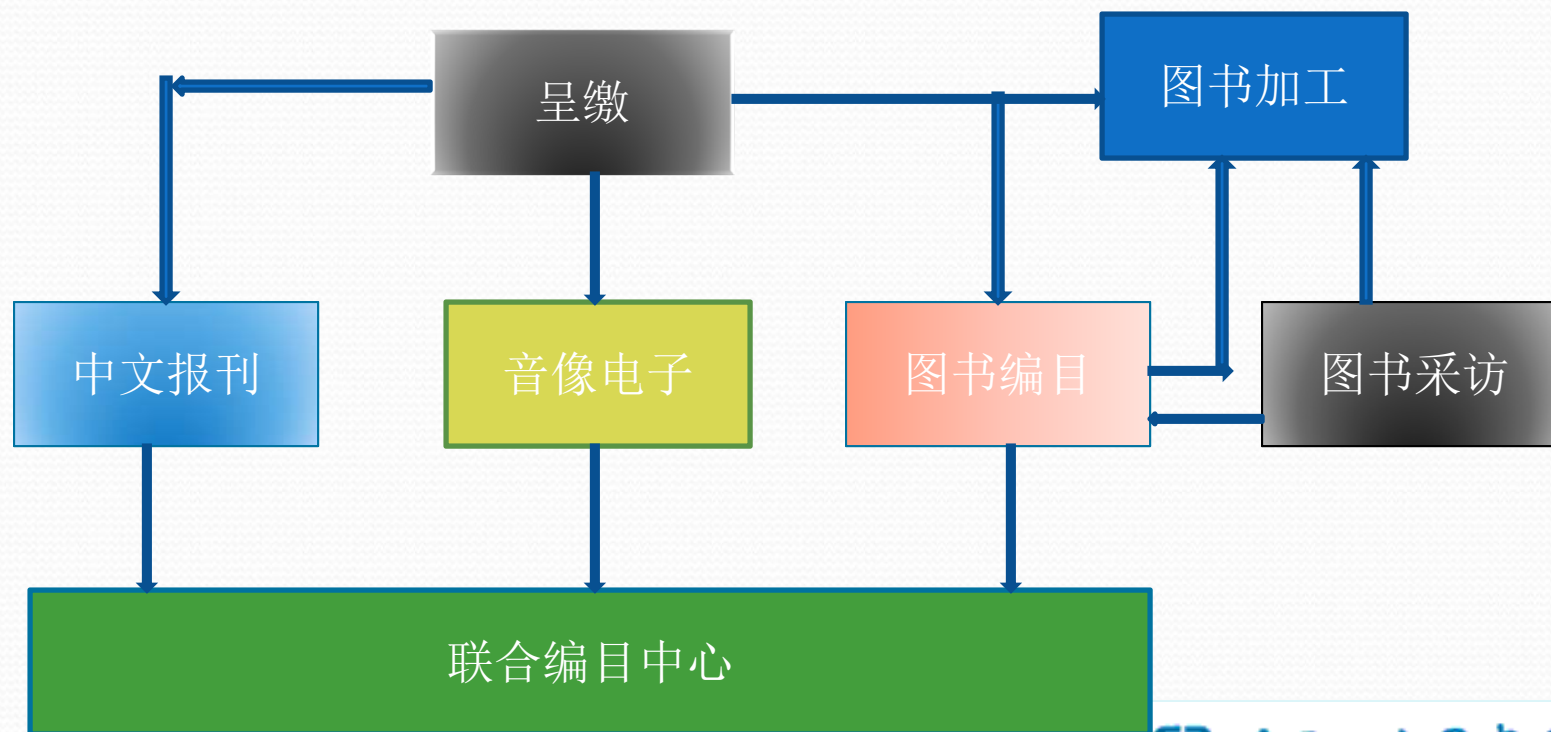 呈缴
图书加工
中文报刊
音像电子
图书编目
图书采访
联合编目中心